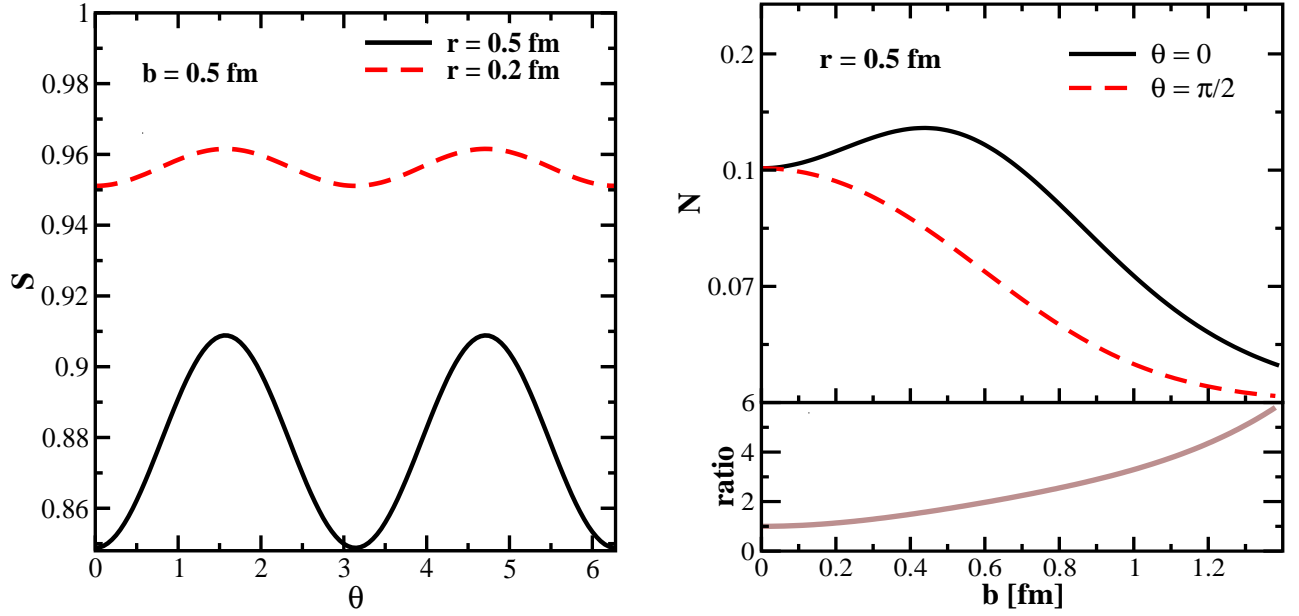 1
0.98
0.96
0.94
0.92
0.9
0.88
0.86
S
b = 0.5 fm
r = 0.5 fm
r = 0.2 fm
0 1 2 3 4 5 6
θ
0.2
0.1
0.07
N
r = 0.5 fm
θ = 0
θ = π/2
6
4
2
0
ratio
0 0.2 0.4 0.6 0.8 1 1.2
b [fm]